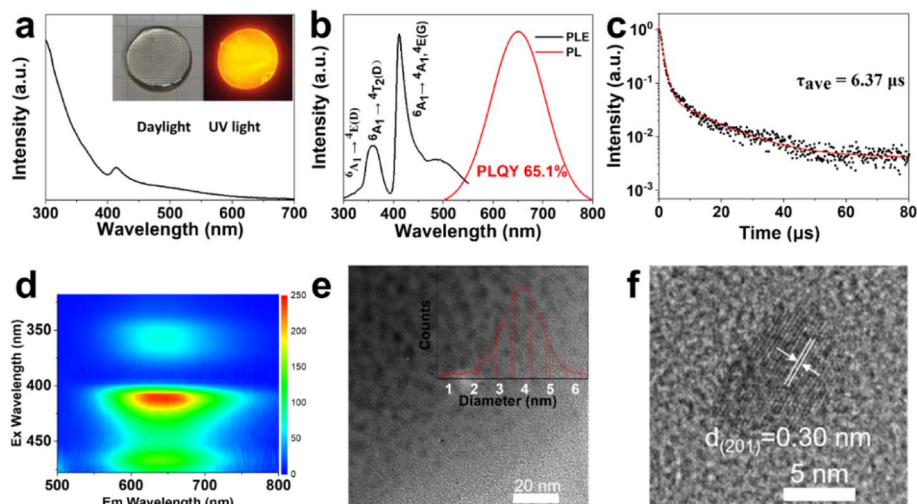 a
Intensity (a.u.)
Daylight
UV light
300
400
500
600
700
Wavelength (nm)
b
Intensity (a.u.)
⁶A₁→⁴E(D)
⁶A₁→⁴T₂(D)
⁶A₁→⁴A₁,⁴E(G)
PLE
PL
PLQY 65.1%
300
400
500
600
700
800
Wavelength (nm)
c
Intensity (a.u.)
10⁰
10⁻¹
10⁻²
10⁻³
τave = 6.37 μs
0
20
40
60
80
Time (μs)
d
Ex Wavelength (nm)
350
400
450
500
600
700
800
Em Wavelength (nm)
250
200
150
100
50
0
e
Counts
1 2 3 4 5 6
Diameter (nm)
20 nm
f
d(201)=0.30 nm
5 nm